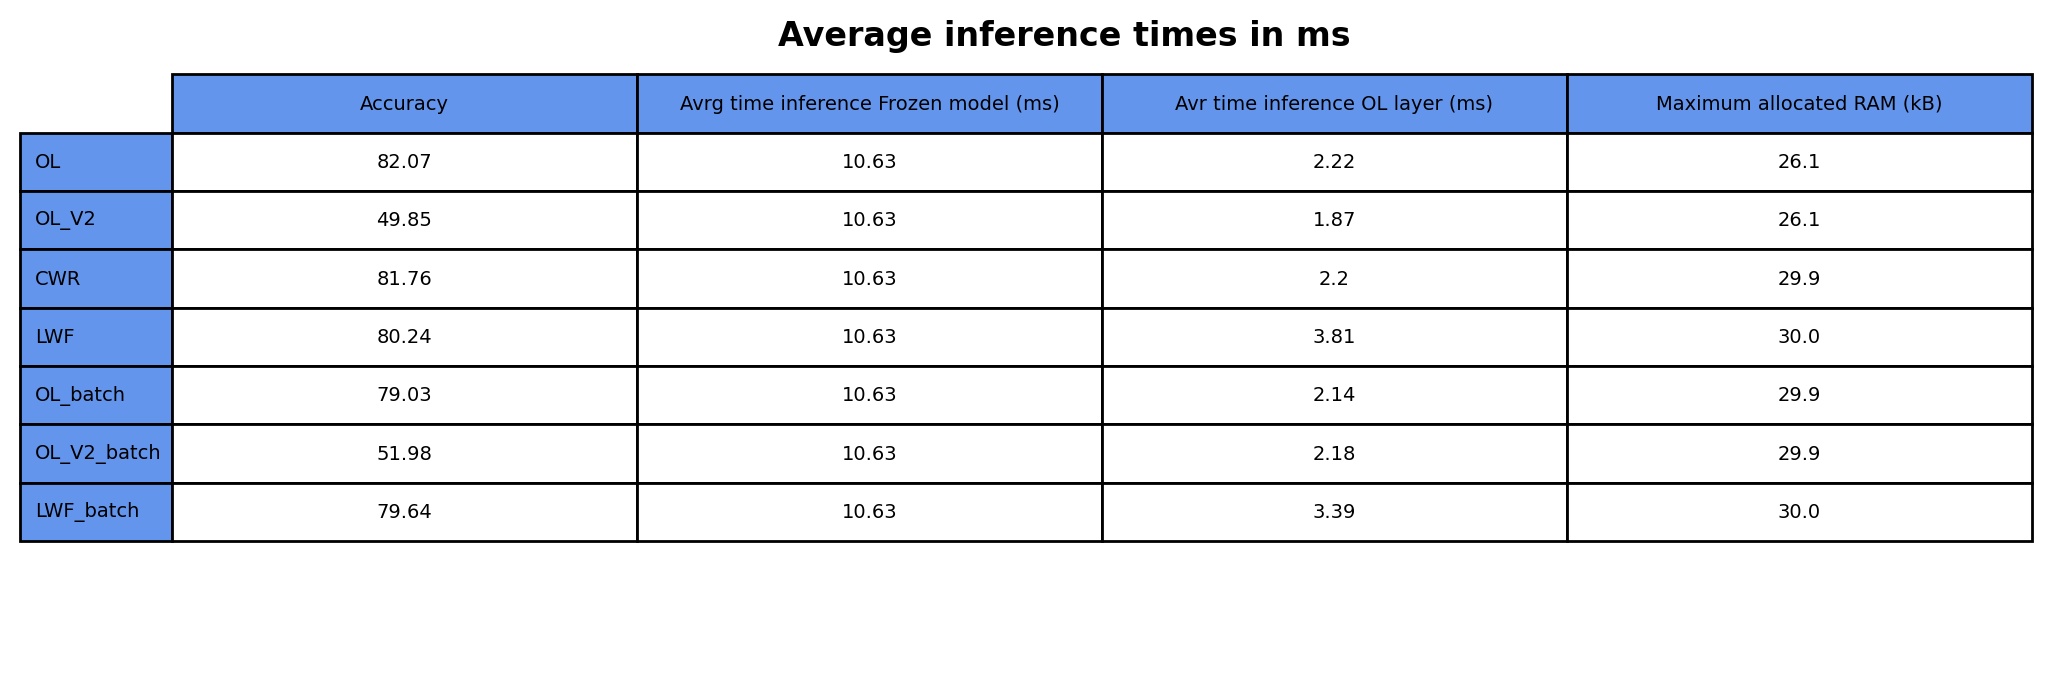 Average inference times in ms
Accuracy Avrg time inference Frozen model (ms) Avr time inference OL layer (ms) Maximum allocated RAM (kB)
OL 82.07 10.63 2.22 26.1
OL_V2 49.85 10.63 1.87 26.1
CWR 81.76 10.63 2.2 29.9
LWF 80.24 10.63 3.81 30.0
OL_batch 79.03 10.63 2.14 29.9
OL_V2_batch 51.98 10.63 2.18 29.9
LWF_batch 79.64 10.63 3.39 30.0